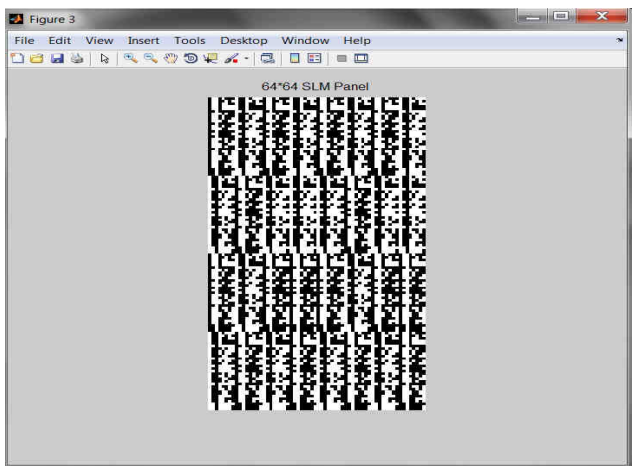 Figure 3
File Edit View Insert Tools Desktop Window Help
64*64 SLM Panel